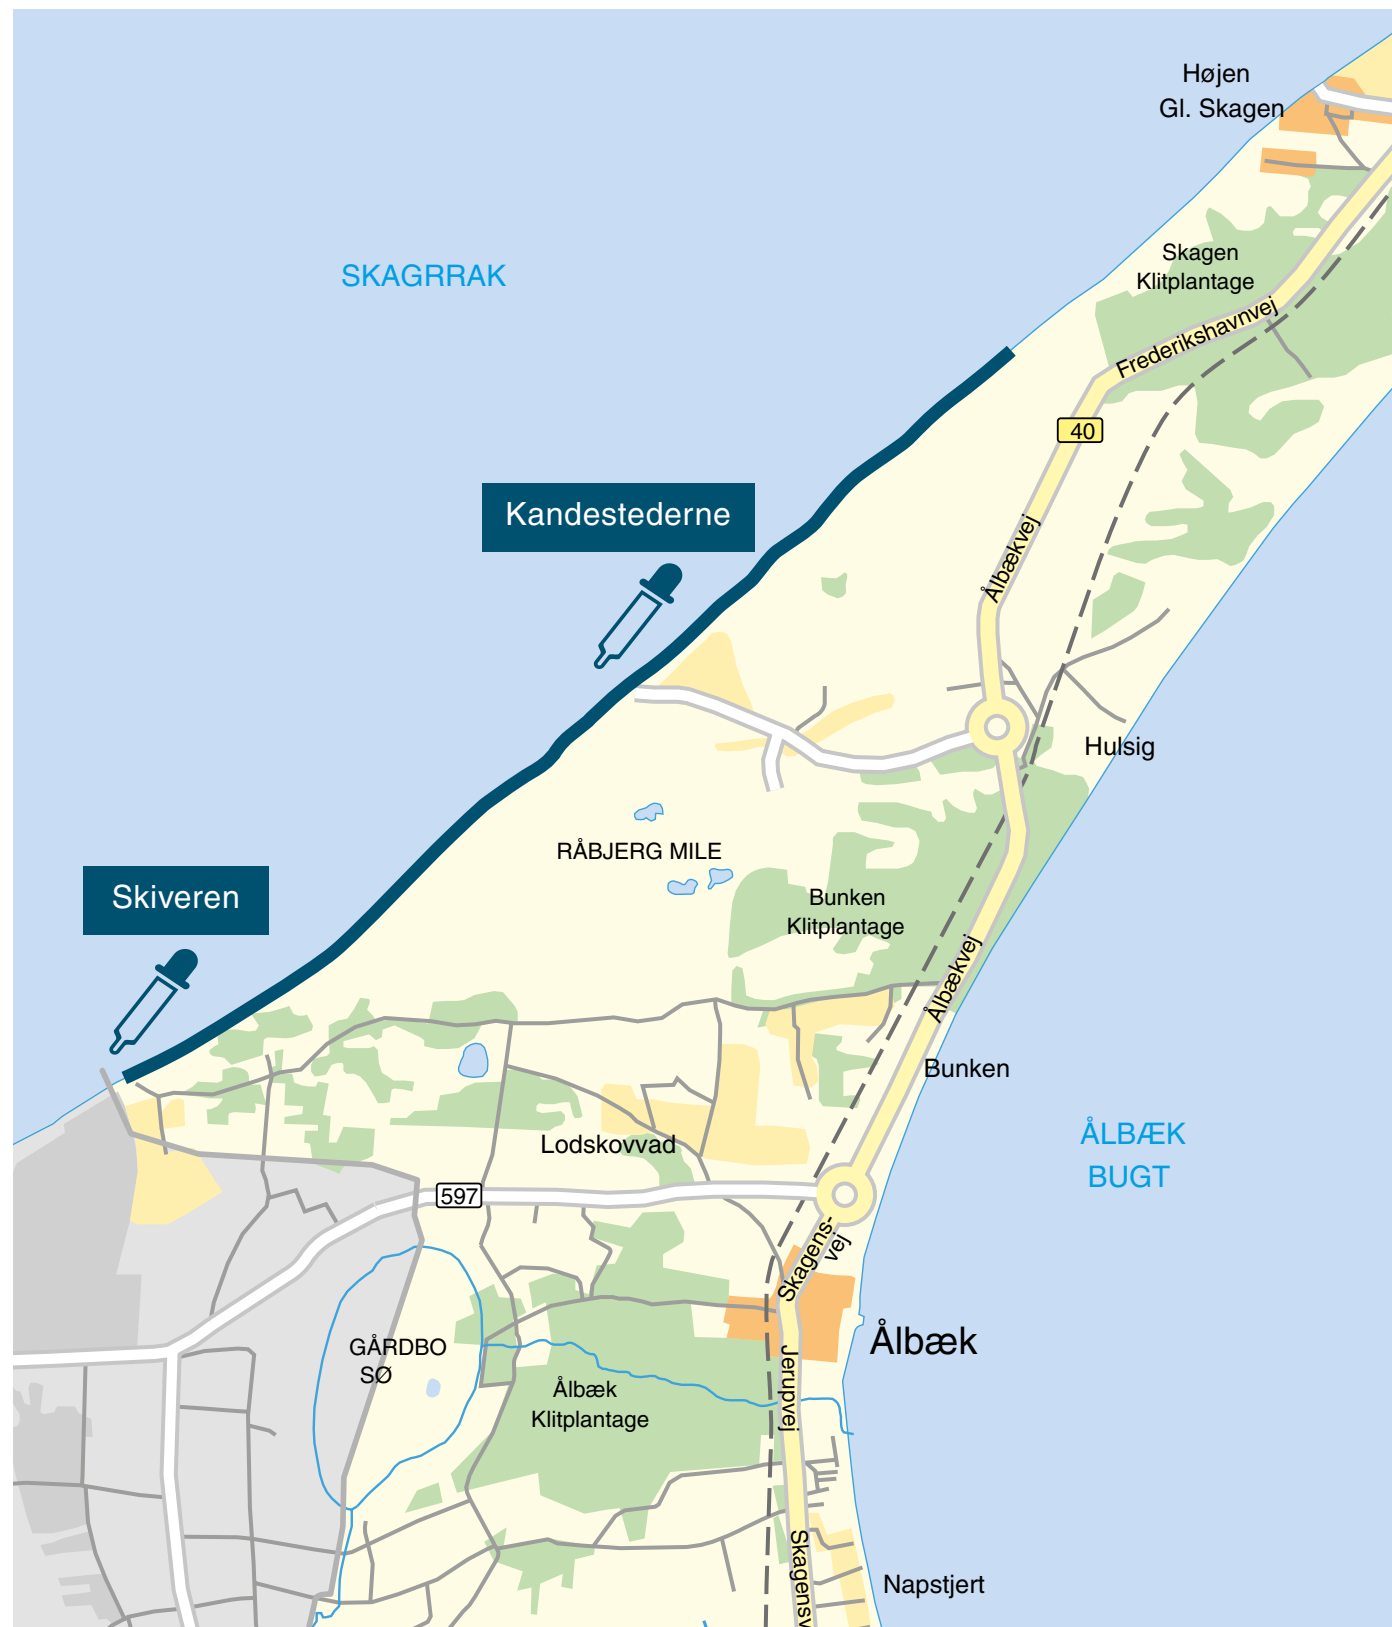 Højen
Gl. Skagen
SKAGRRAK
Skagen
Klitplantage
Frederikshavnvej
40
Kandestederne
Ålbækvej
Hulsig
RÅBJERG MILE
Skiveren
Bunken
Klitplantage
Ålbækvej
Bunken
Lodskovvad
ÅLBÆK
BUGT
597
Skagens-
vej
GÅRDBO
SØ
Ålbæk
Jerupvej
Ålbæk
Klitplantage
Skagensv
Napstjert